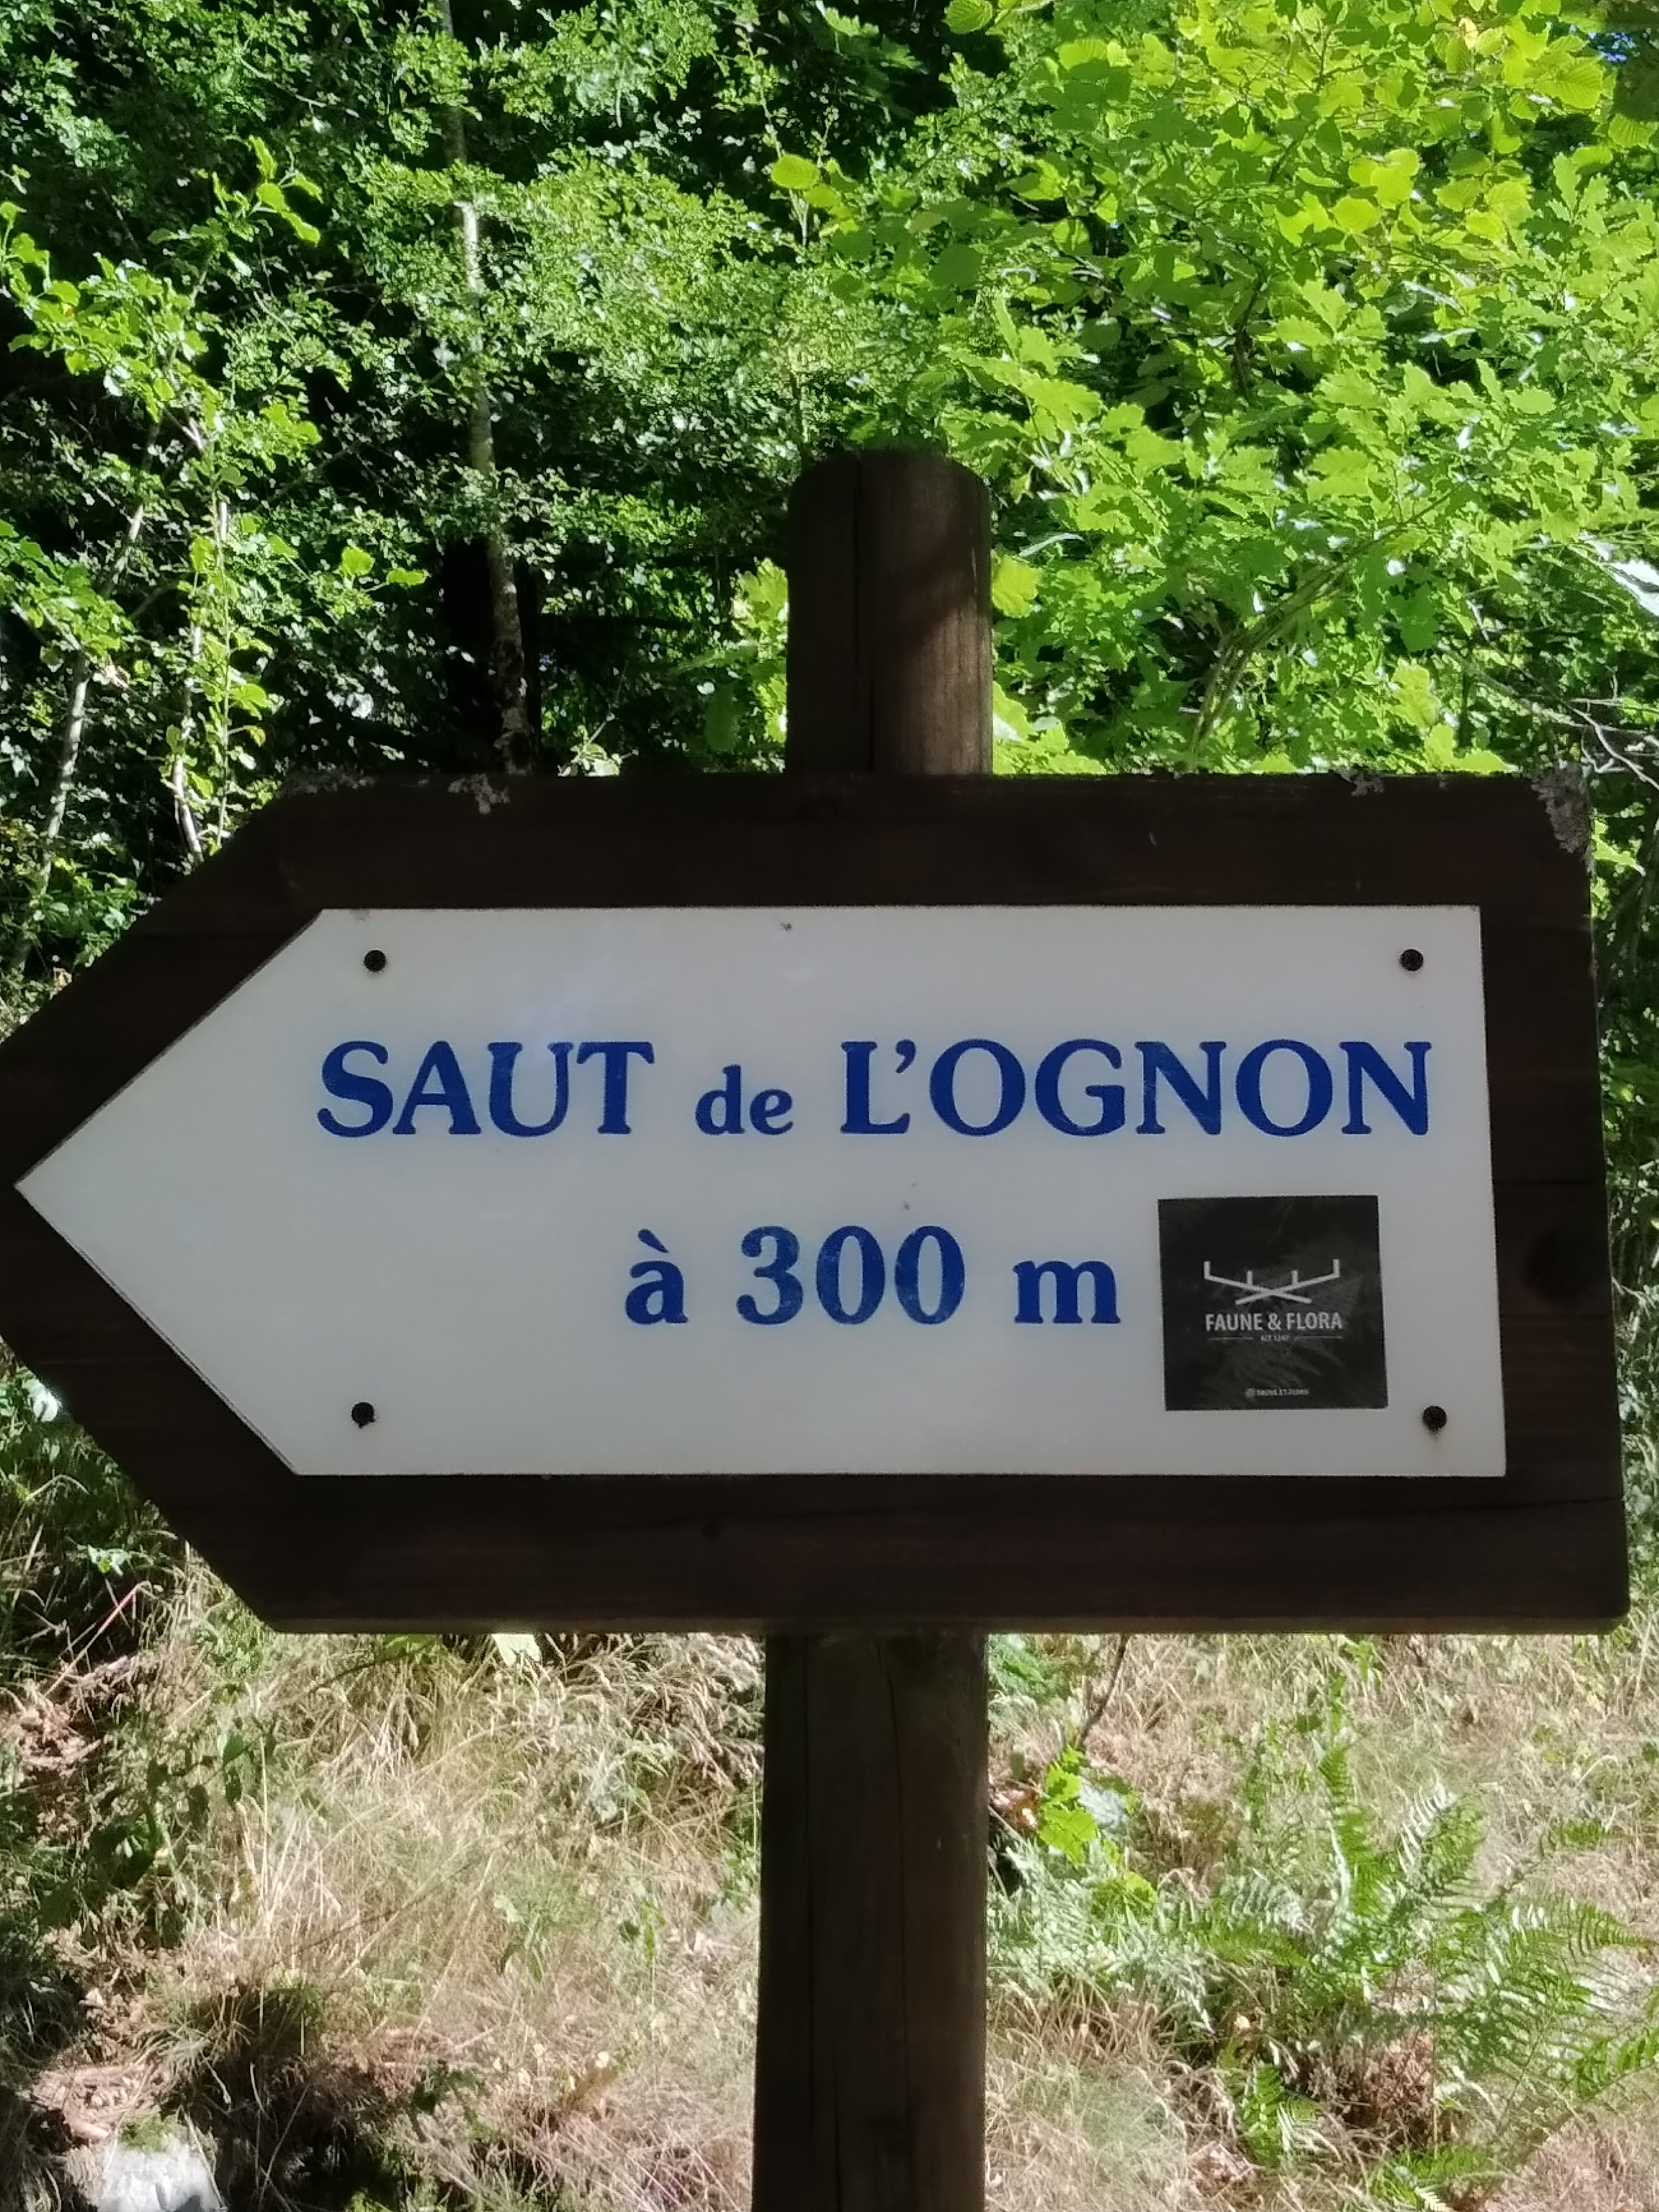 SAUT de L'OGNON
à 300 m
FAUNE & FLORA